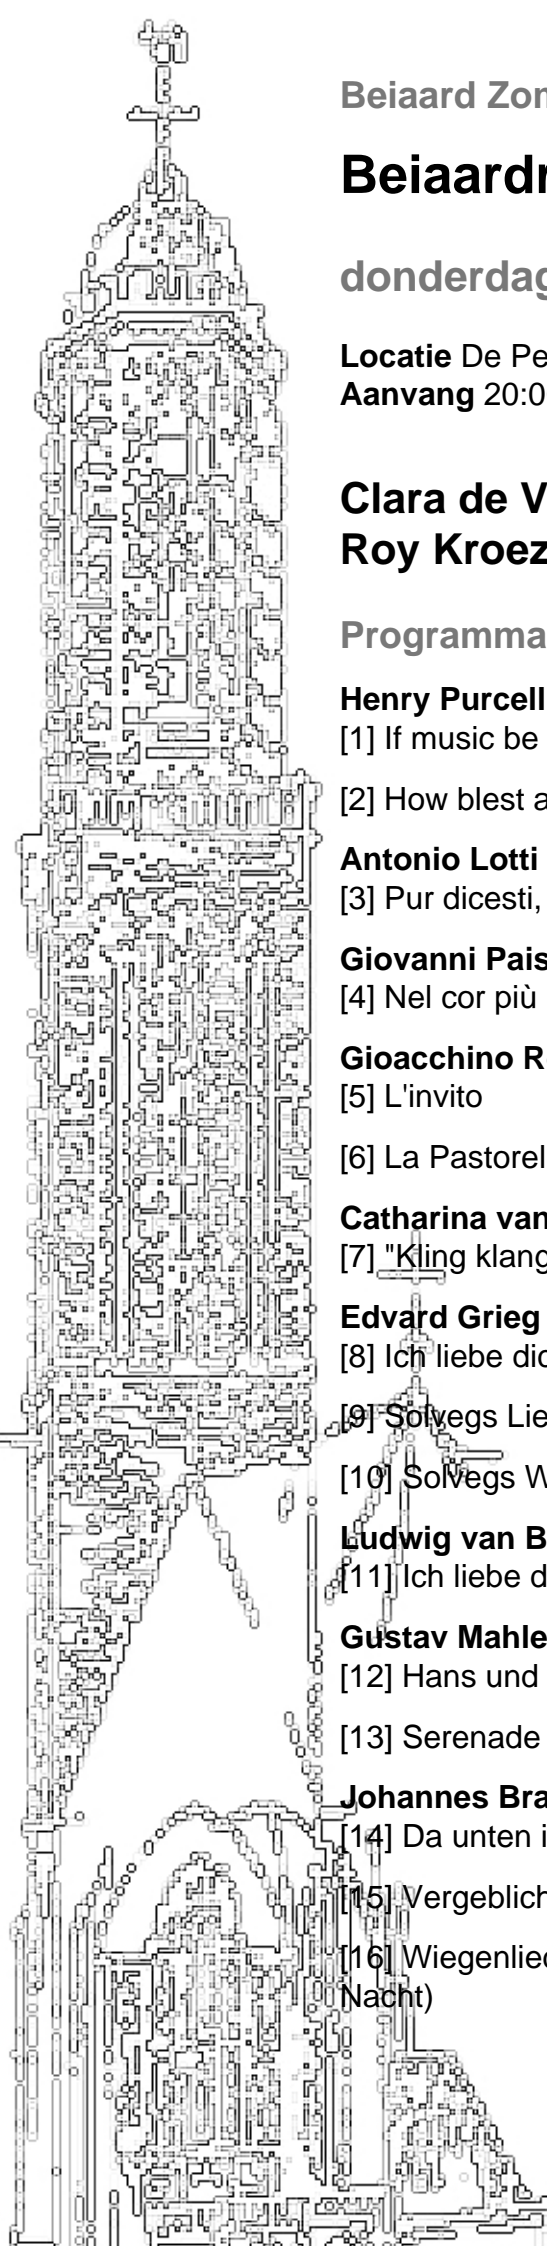 Beiaard Zon
Beiaardr
donderdag
Locatie De Pe
Aanvang 20:0
Clara de V
Roy Kroez
Programma
Henry Purcell
[1] If music be
[2] How blest a
Antonio Lotti
[3] Pur dicesti,
Giovanni Pais
[4] Nel cor più
Gioacchino R
[5] L'invito
[6] La Pastorel
Catharina van
[7] "Kling klang
Edvard Grieg
[8] Ich liebe dic
[9] Solvegs Lie
[10] Solvegs W
Ludwig van B
[11] Ich liebe d
Gustav Mahle
[12] Hans und
[13] Serenade
Johannes Bra
[14] Da unten i
[15] Vergeblich
[16] Wiegenlied
Nacht)